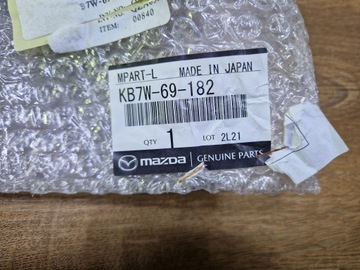 ITEM: 00840
MPART-L MADE IN JAPAN
KB7W-69-182
QTY 1 LOT 2L21
mazda GENUINE PARTS